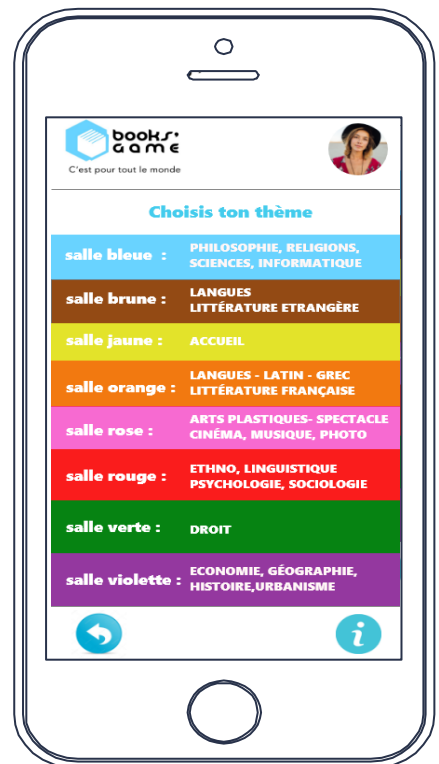 books'
GAME
C'est pour tout le monde
Choisis ton thème
salle bleue : PHILOSOPHIE, RELIGIONS,
SCIENCES, INFORMATIQUE
salle brune : LANGUES
LITTÉRATURE ETRANGÈRE
salle jaune : ACCUEIL
salle orange : LANGUES - LATIN - GREC
LITTÉRATURE FRANÇAISE
salle rose : ARTS PLASTIQUES- SPECTACLE
CINÉMA, MUSIQUE, PHOTO
salle rouge : ETHNO, LINGUISTIQUE
PSYCHOLOGIE, SOCIOLOGIE
salle verte : DROIT
salle violette : ECONOMIE, GÉOGRAPHIE,
HISTOIRE,URBANISME
i